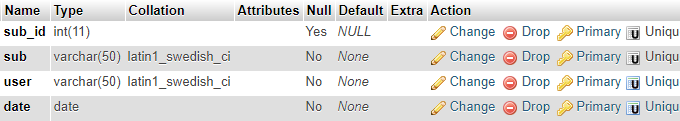 Name Type Collation Attributes Null Default Extra Action
sub_id int(11) Yes NULL Change Drop Primary U Uniqu
sub varchar(50) latin1_swedish_ci No None Change Drop Primary U Uniqu
user varchar(50) latin1_swedish_ci No None Change Drop Primary U Uniqu
date date No None Change Drop Primary U Uniqu